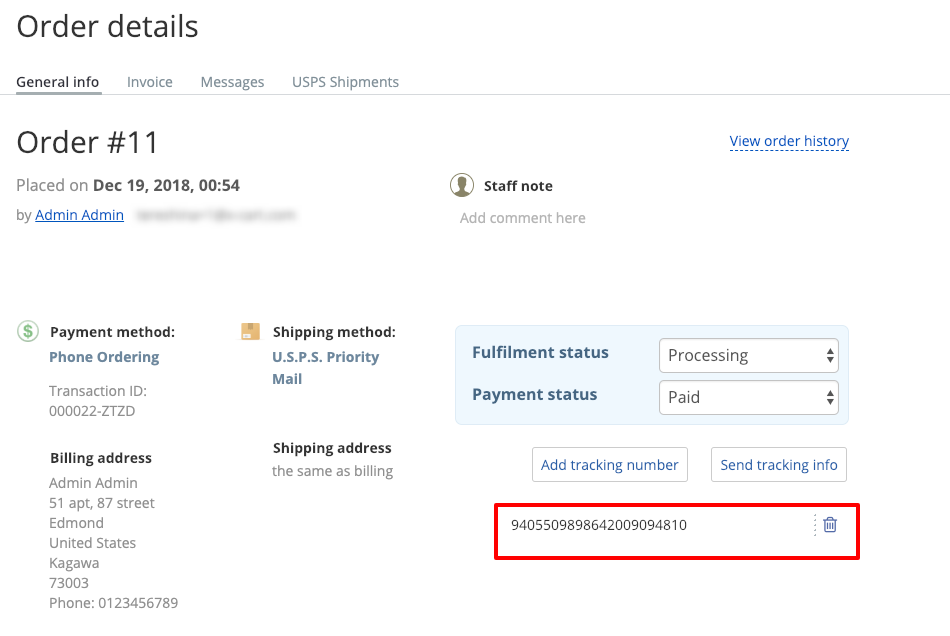 Order details
General info Invoice Messages USPS Shipments
Order #11
View order history
Placed on Dec 19, 2018, 00:54
by Admin Admin
Staff note
Add comment here
Payment method:
Phone Ordering
Transaction ID:
000022-ZTZD
Shipping method:
U.S.P.S. Priority
Mail
Billing address
Admin Admin
51 apt, 87 street
Edmond
United States
Kagawa
73003
Phone: 0123456789
Shipping address
the same as billing
Fulfilment status Processing
Payment status Paid
Add tracking number Send tracking info
9405509898642009094810